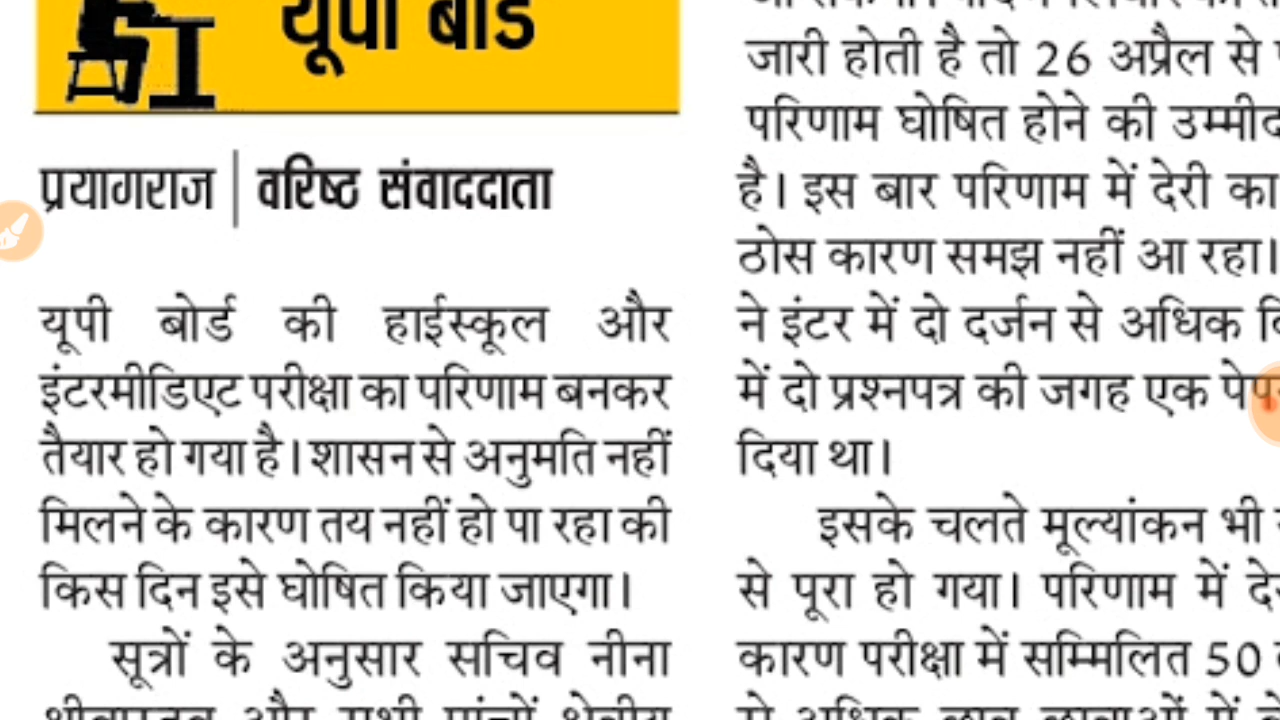 यूपी बोर्ड
प्रयागराज | वरिष्ठ संवाददाता
यूपी बोर्ड की हाईस्कूल और
इंटरमीडिएट परीक्षा का परिणाम बनकर
तैयार हो गया है। शासन से अनुमति नहीं
मिलने के कारण तय नहीं हो पा रहा की
किस दिन इसे घोषित किया जाएगा।
सूत्रों के अनुसार सचिव नीना
जारी होती है तो 26 अप्रैल से
परिणाम घोषित होने की उम्मीद
है। इस बार परिणाम में देरी का
ठोस कारण समझ नहीं आ रहा।
ने इंटर में दो दर्जन से अधिक
में दो प्रश्नपत्र की जगह एक
दिया था।
इसके चलते मूल्यांकन भी
से पूरा हो गया। परिणाम में
कारण परीक्षा में सम्मिलित 50